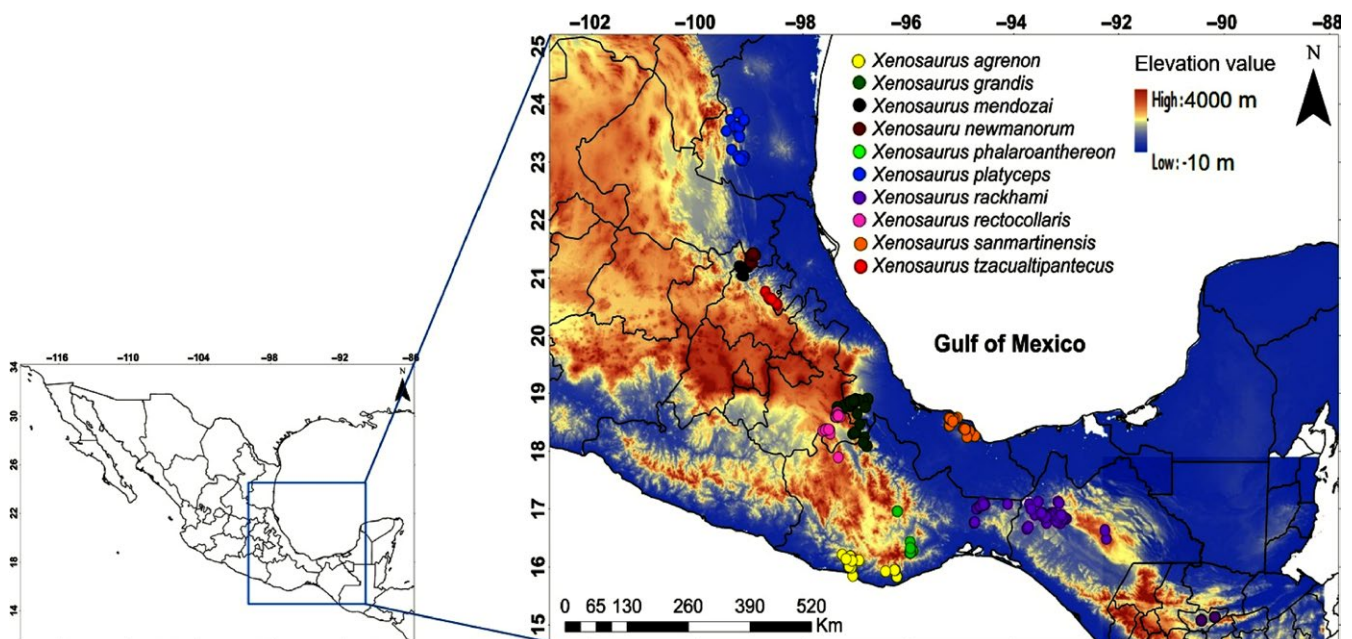 −102 −100 −98 −96 −94 −92 −90 −88
25
24
23
22
21
20
19
18
17
16
15
Xenosaurus agrenon
Xenosaurus grandis
Xenosaurus mendozai
Xenosauru newmanorum
Xenosaurus phalaroanthereon
Xenosaurus platyceps
Xenosaurus rackhami
Xenosaurus rectocollaris
Xenosaurus sanmartinensis
Xenosaurus tzacualtipantecus
Elevation value
High:4000 m
Low:-10 m
N
Gulf of Mexico
0 65 130 260 390 520
Km
−116 −110 −104 −98 −92 −86
34
30
26
22
18
14
N